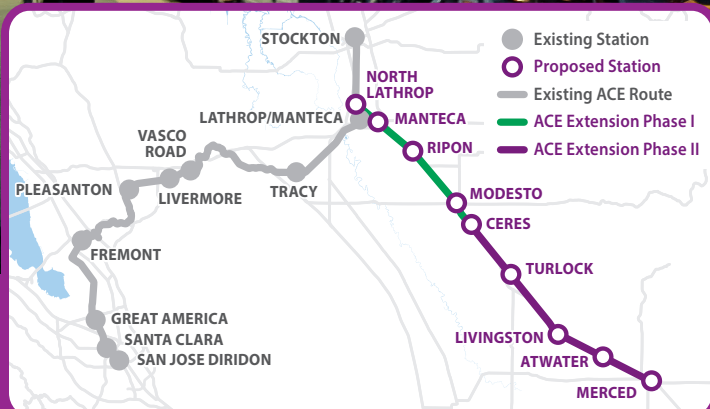 STOCKTON
NORTH
LATHROP
LATHROP/MANTECA
MANTECA
VASCO
ROAD
RIPON
PLEASANTON
LIVERMORE
TRACY
MODESTO
CERES
FREMONT
TURLOCK
GREAT AMERICA
SANTA CLARA
SAN JOSE DIRIDON
LIVINGSTON
ATWATER
MERCED
Existing Station
Proposed Station
Existing ACE Route
ACE Extension Phase I
ACE Extension Phase II